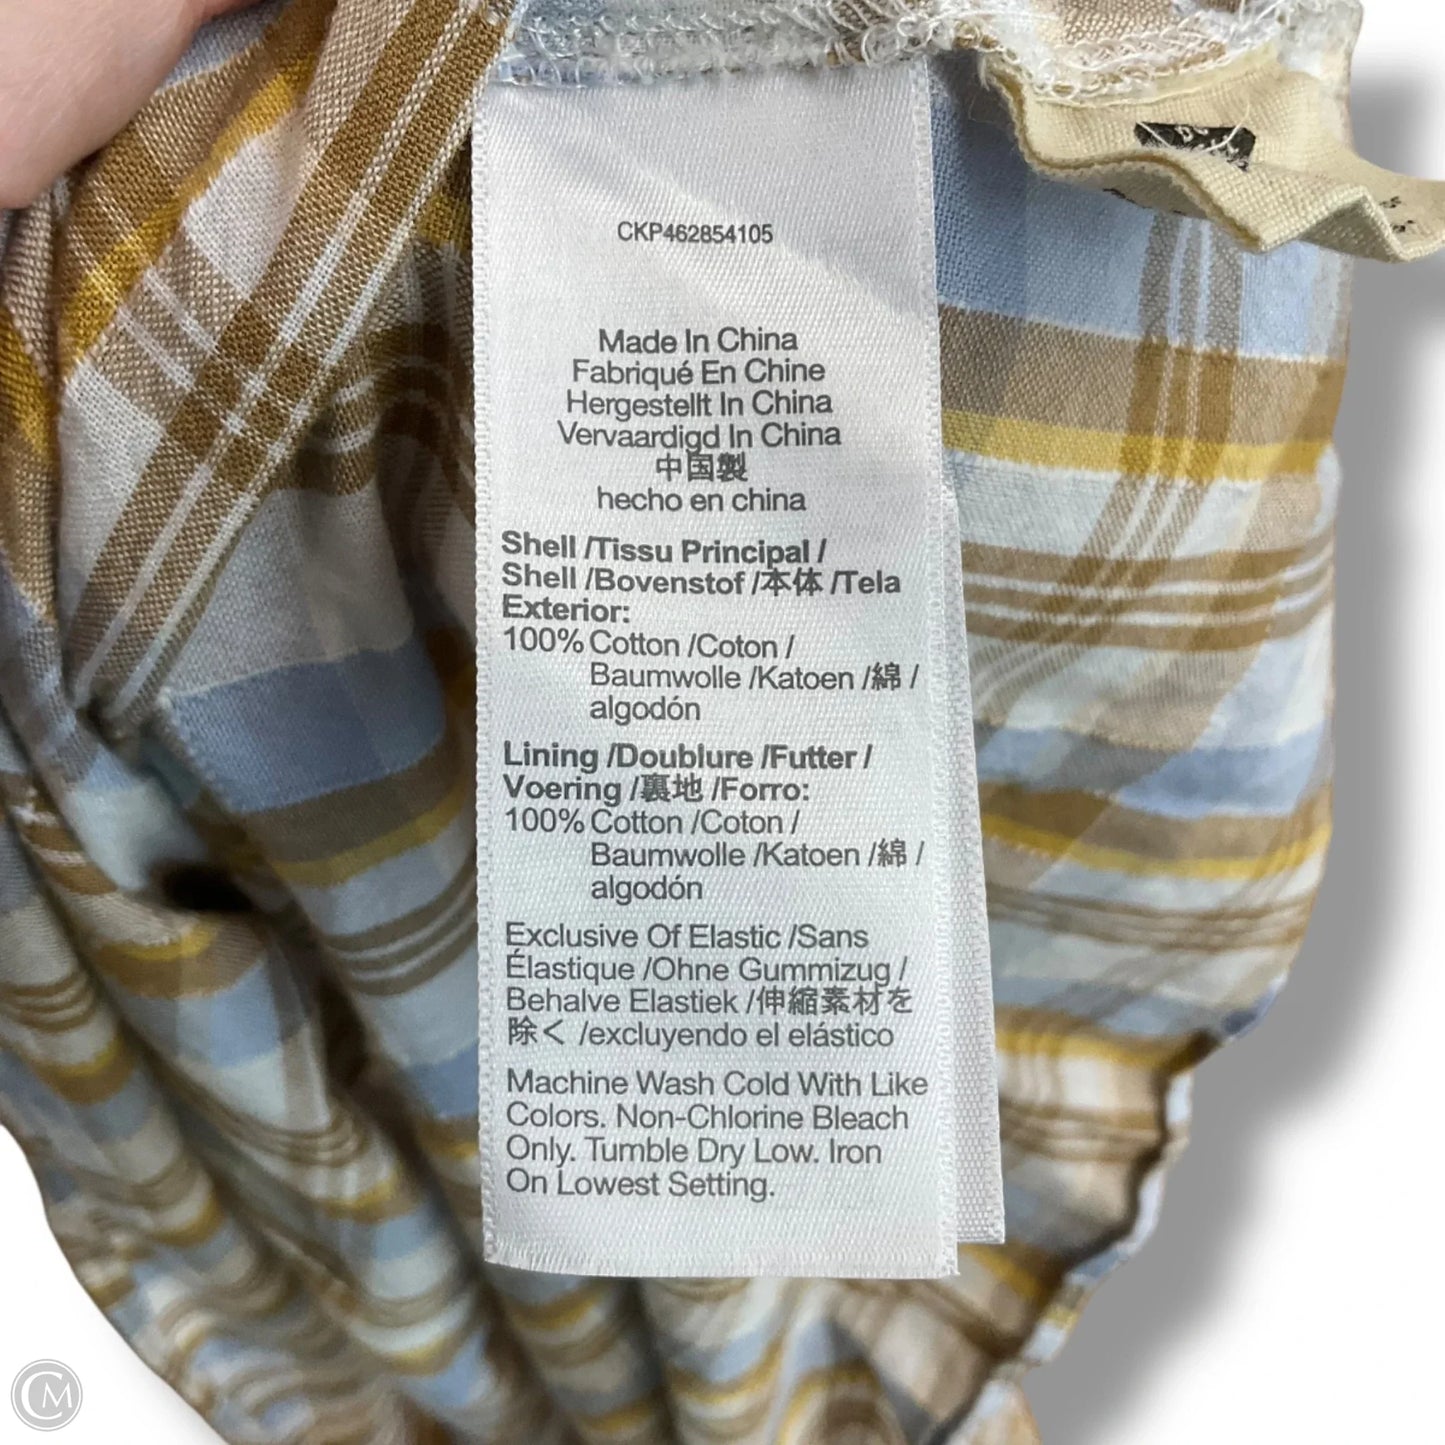 CKP462854105
Made In China
Fabriqué En Chine
Hergestellt In China
Vervaardigd In China
中国製
hecho en china
Shell /Tissu Principal /
Shell /Bovenstof /本体 /Tela
Exterior:
100% Cotton /Coton /
Baumwolle /Katoen /綿 /
algodón
Lining /Doublure /Futter /
Voering /裏地 /Forro:
100% Cotton /Coton /
Baumwolle /Katoen /綿 /
algodón
Exclusive Of Elastic /Sans
Élastique /Ohne Gummizug /
Behalve Elastiek /伸縮素材を
除く /excluyendo el elástico
Machine Wash Cold With Like
Colors. Non-Chlorine Bleach
Only. Tumble Dry Low. Iron
On Lowest Setting.
CM